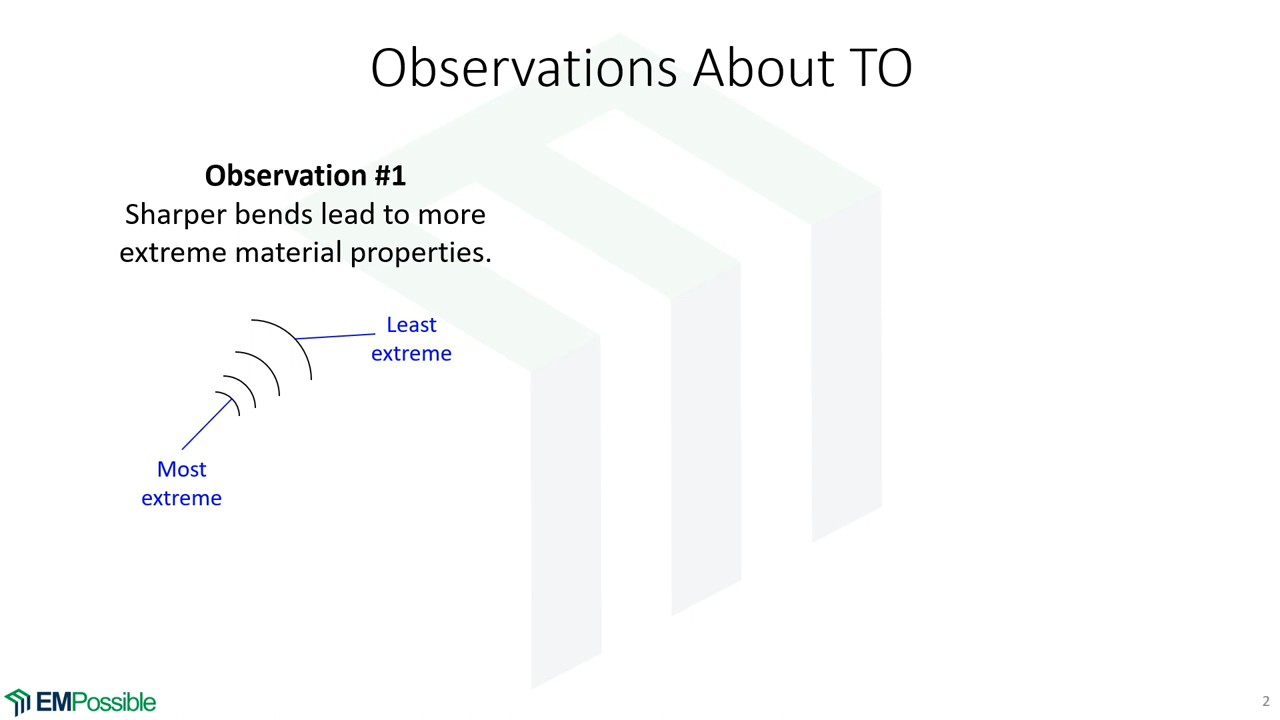 Observations About TO
Observation #1
Sharper bends lead to more
extreme material properties.
Least
extreme
Most
extreme
EMPossible
2